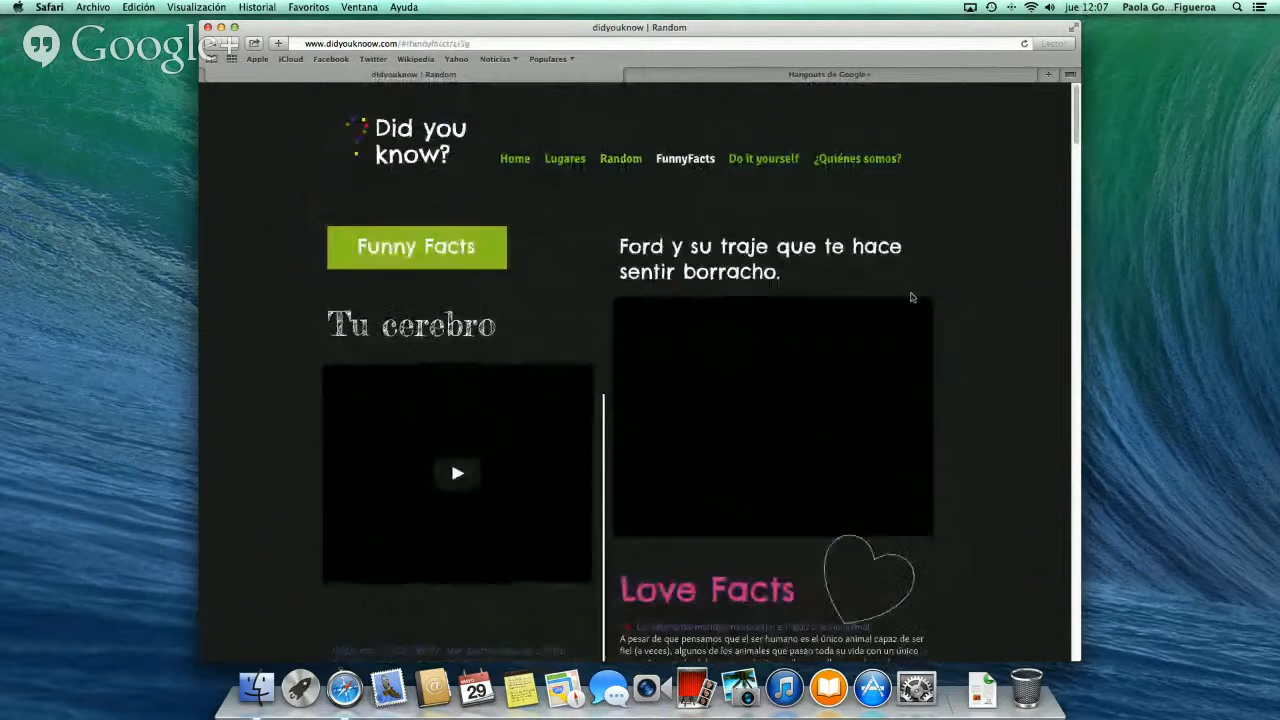 Safari Archivo Edición Visualización Historial Favoritos Ventana Ayuda jue 12:07 Paola Go...Figueroa
Google+
didyouknow | Random
www.didyouknoow.com/ Lector
Apple iCloud Facebook Twitter Wikipedia Yahoo Noticias Populares
didyouknow | Random Hangouts de Google+
Did you
know?
Home Lugares Random FunnyFacts Do it yourself ¿Quiénes somos?
Funny Facts
Ford y su traje que te hace
sentir borracho.
Tu cerebro
Love Facts
A pesar de que pensamos que el ser humano es el único animal capaz de ser
fiel (a veces), algunos de los animales que pasan toda su vida con un único
MAYO
29